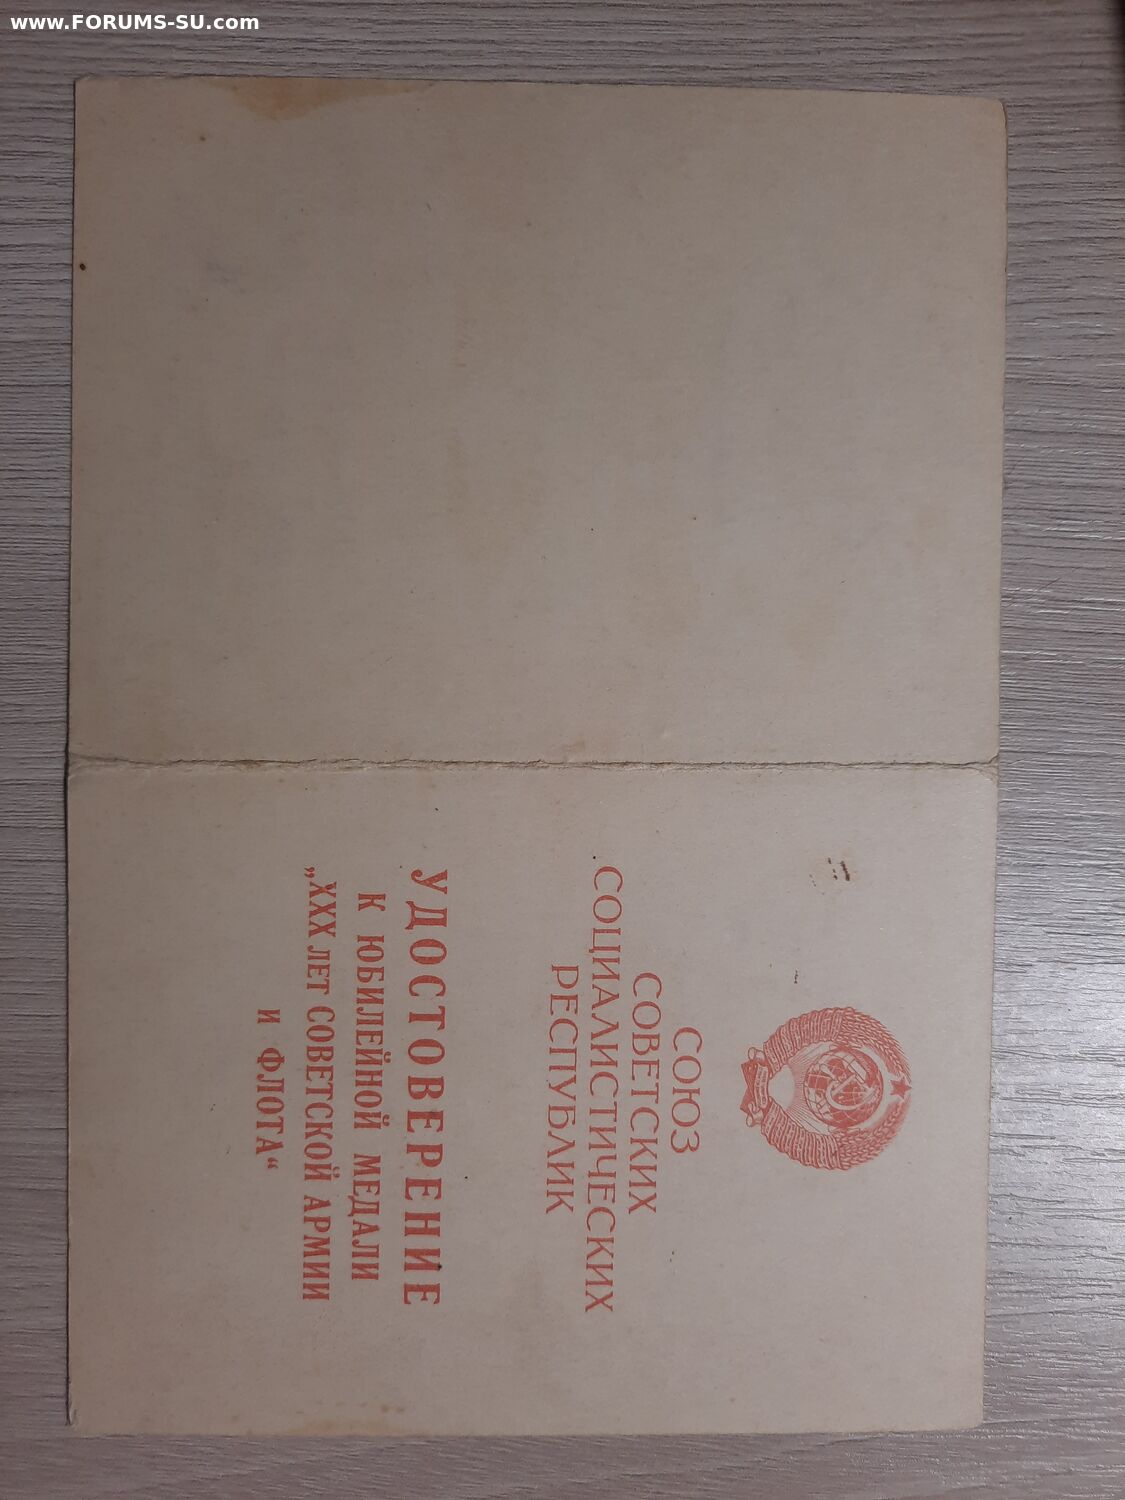 www.FORUMS-SU.com
СОЮЗ
СОВЕТСКИХ
СОЦИАЛИСТИЧЕСКИХ
РЕСПУБЛИК
УДОСТОВЕРЕНИЕ
К ЮБИЛЕЙНОЙ МЕДАЛИ
„XXX ЛЕТ СОВЕТСКОЙ АРМИИ
И ФЛОТА“